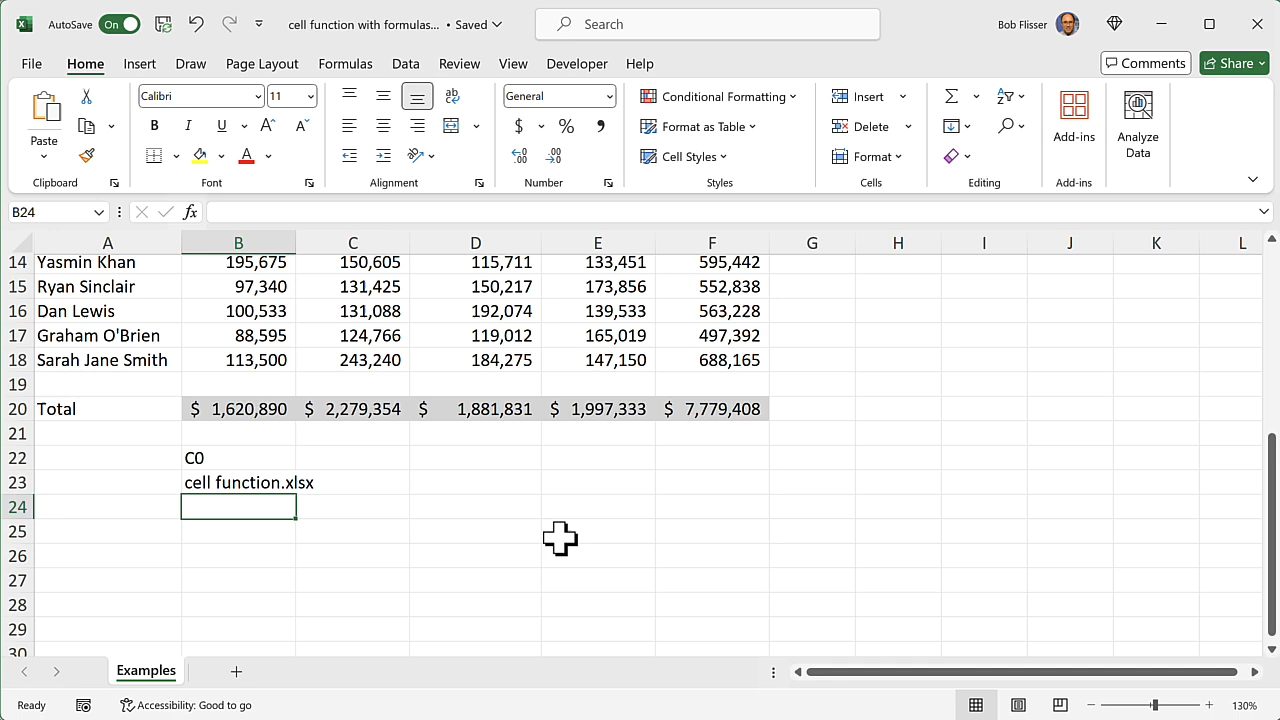 AutoSave On cell function with formulas... • Saved Search Bob Flisser
File Home Insert Draw Page Layout Formulas Data Review View Developer Help Comments Share
Paste
Clipboard
Calibri 11
B I U A A A
Font
ab
Alignment
General
$ % ,
Number
Conditional Formatting
Format as Table
Cell Styles
Styles
Insert
Delete
Format
Cells
Editing
Add-ins
Add-ins
Analyze
Data
B24 fx
A B C D E F G H I J K L
14 Yasmin Khan 195,675 150,605 115,711 133,451 595,442
15 Ryan Sinclair 97,340 131,425 150,217 173,856 552,838
16 Dan Lewis 100,533 131,088 192,074 139,533 563,228
17 Graham O'Brien 88,595 124,766 119,012 165,019 497,392
18 Sarah Jane Smith 113,500 243,240 184,275 147,150 688,165
19
20 Total $ 1,620,890 $ 2,279,354 $ 1,881,831 $ 1,997,333 $ 7,779,408
21
22 C0
23 cell function.xlsx
24
25
26
27
28
29
30
Examples
Ready Accessibility: Good to go 130%